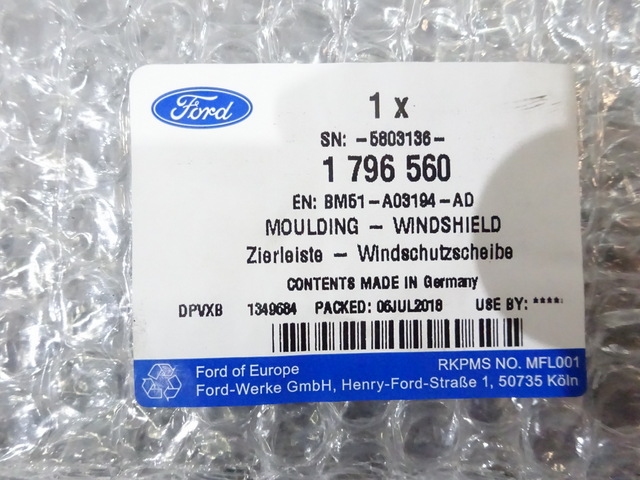 Ford
1 x
SN: -5803136-
1 796 560
EN: BM51-A03194-AD
MOULDING - WINDSHIELD
Zierleiste - Windschutzscheibe
CONTENTS MADE IN Germany
DPVXB 1349684 PACKED: 06JUL2018 USE BY: ****
Ford of Europe RKPMS NO. MFL001
Ford-Werke GmbH, Henry-Ford-Straße 1, 50735 Köln